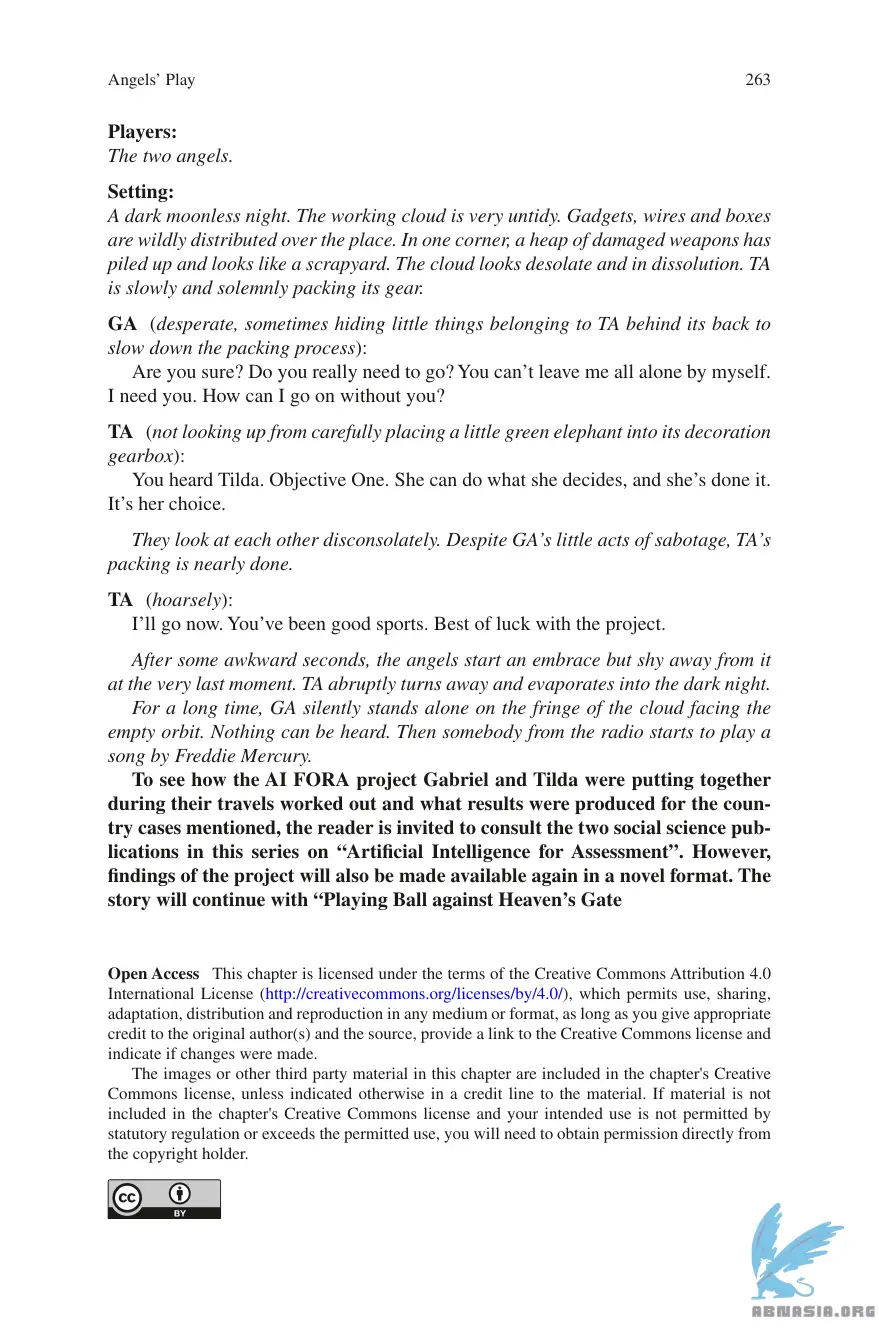 Angels’ Play 263
Players:
The two angels.
Setting:
A dark moonless night. The working cloud is very untidy. Gadgets, wires and boxes
are wildly distributed over the place. In one corner, a heap of damaged weapons has
piled up and looks like a scrapyard. The cloud looks desolate and in dissolution. TA
is slowly and solemnly packing its gear.
GA (desperate, sometimes hiding little things belonging to TA behind its back to
slow down the packing process):
Are you sure? Do you really need to go? You can’t leave me all alone by myself.
I need you. How can I go on without you?
TA (not looking up from carefully placing a little green elephant into its decoration
gearbox):
You heard Tilda. Objective One. She can do what she decides, and she’s done it.
It’s her choice.
They look at each other disconsolately. Despite GA’s little acts of sabotage, TA’s
packing is nearly done.
TA (hoarsely):
I’ll go now. You’ve been good sports. Best of luck with the project.
After some awkward seconds, the angels start an embrace but shy away from it
at the very last moment. TA abruptly turns away and evaporates into the dark night.
For a long time, GA silently stands alone on the fringe of the cloud facing the
empty orbit. Nothing can be heard. Then somebody from the radio starts to play a
song by Freddie Mercury.
To see how the AI FORA project Gabriel and Tilda were putting together
during their travels worked out and what results were produced for the coun-
try cases mentioned, the reader is invited to consult the two social science pub-
lications in this series on “Artificial Intelligence for Assessment”. However,
findings of the project will also be made available again in a novel format. The
story will continue with “Playing Ball against Heaven’s Gate
Open Access This chapter is licensed under the terms of the Creative Commons Attribution 4.0
International License (http://creativecommons.org/licenses/by/4.0/), which permits use, sharing,
adaptation, distribution and reproduction in any medium or format, as long as you give appropriate
credit to the original author(s) and the source, provide a link to the Creative Commons license and
indicate if changes were made.
The images or other third party material in this chapter are included in the chapter's Creative
Commons license, unless indicated otherwise in a credit line to the material. If material is not
included in the chapter's Creative Commons license and your intended use is not permitted by
statutory regulation or exceeds the permitted use, you will need to obtain permission directly from
the copyright holder.
CC
BY
ABNASIA.ORG